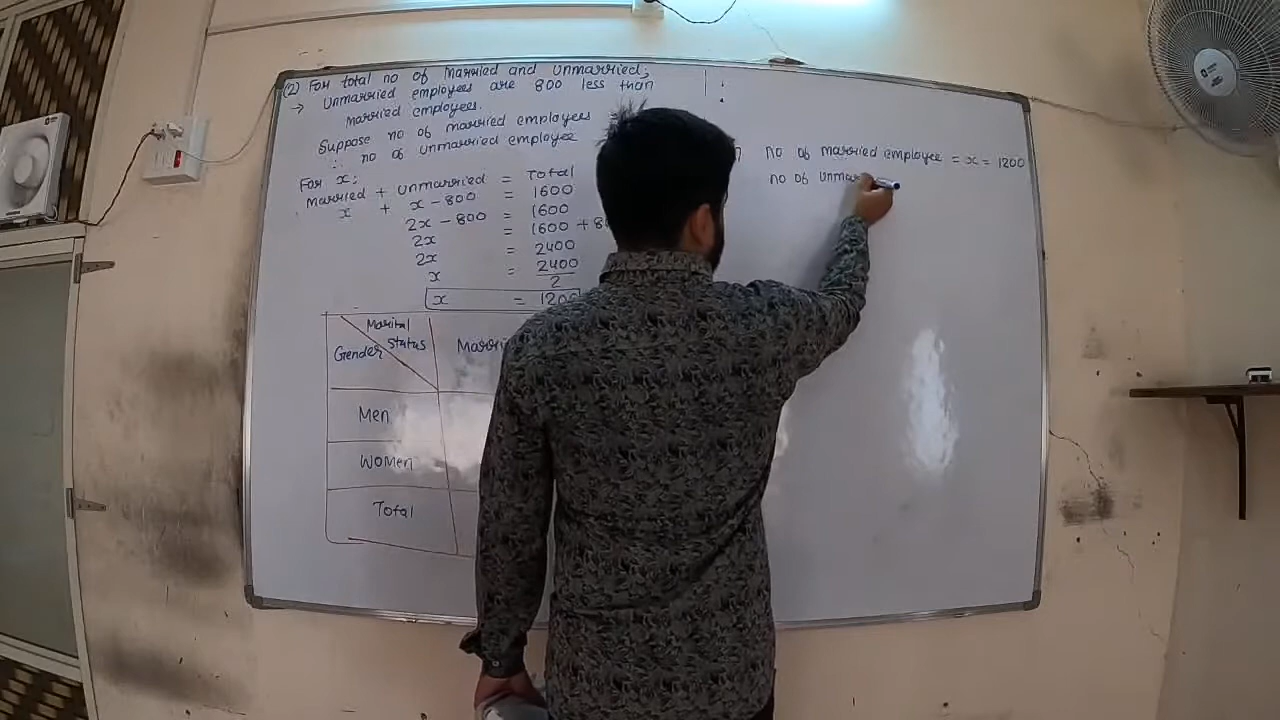 (2) For total no of Married and Unmarried,
→ Unmarried employees are 800 less than
married employees.
Suppose no of married employees
∴ no of unmarried employee
For x;
Married + unmarried = Total
x + x - 800 = 1600
2x - 800 = 1600
2x = 1600 + 8
2x = 2400
x = 2400/2
x = 1200
Marital Status
Gender
Men
Women
Total
no of married employee = x = 1200
no of unmar